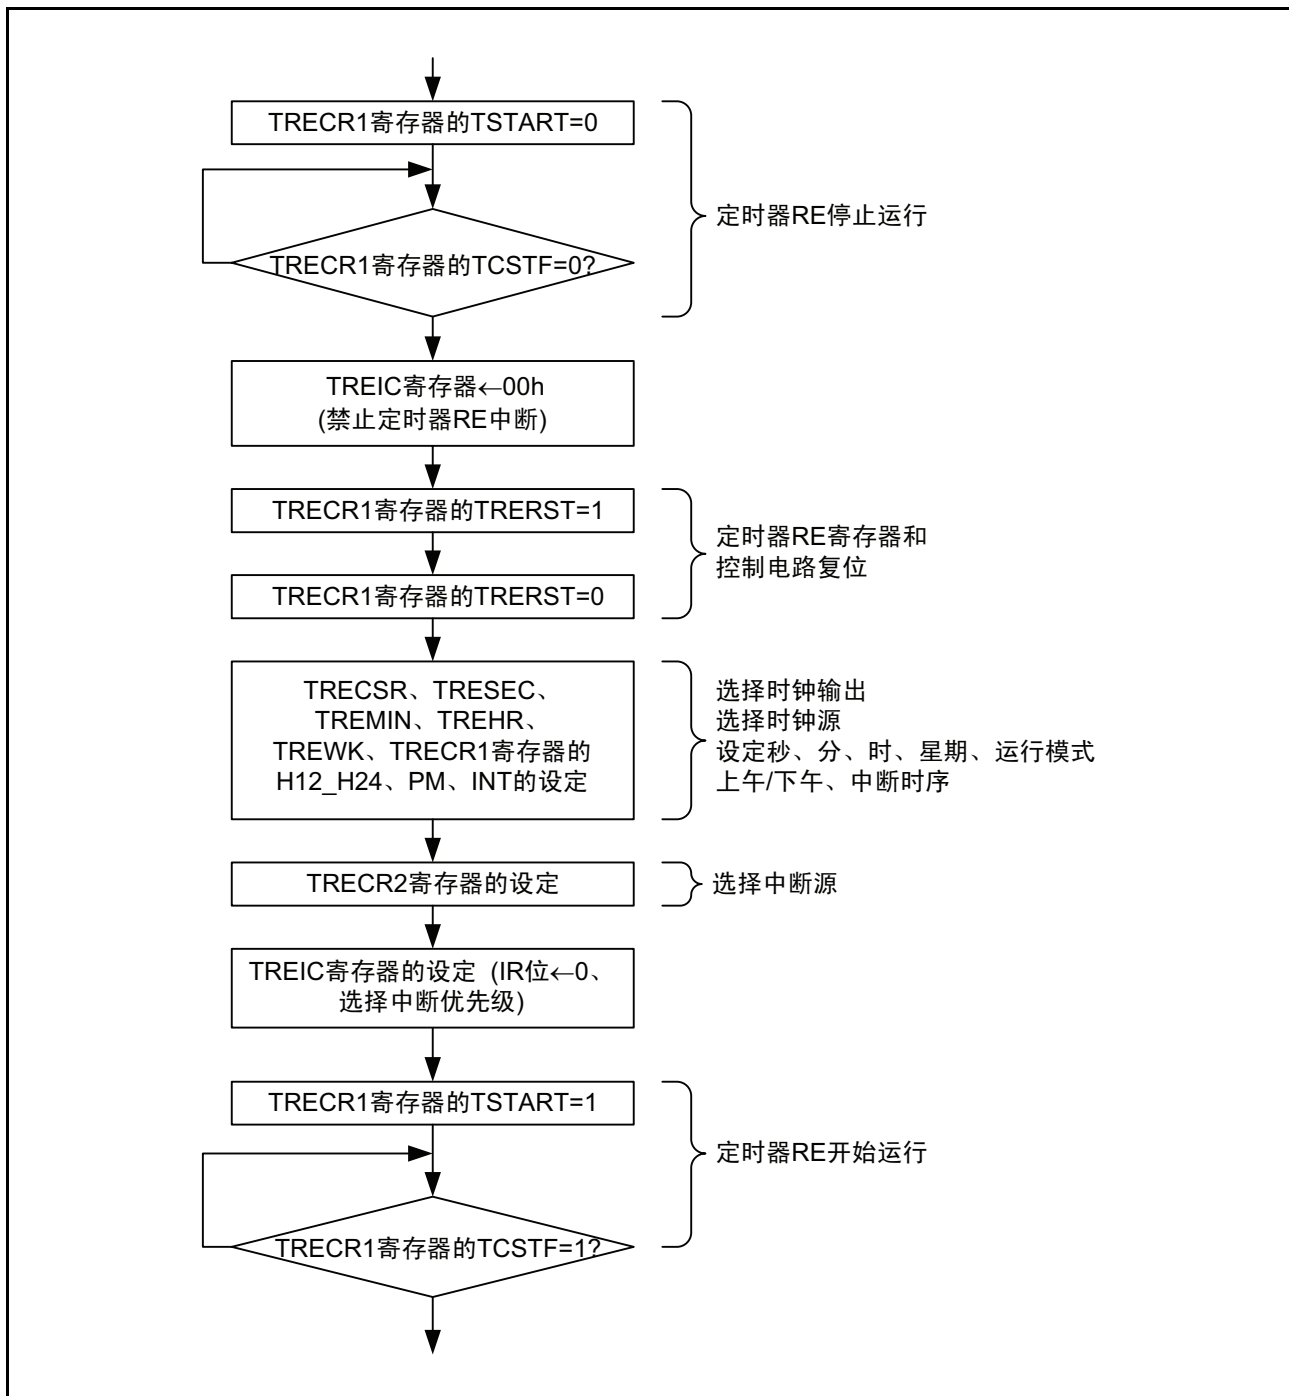 TRECR1寄存器的TSTART=0
TRECR1寄存器的TCSTF=0?
定时器RE停止运行
TREIC寄存器←00h
(禁止定时器RE中断)
TRECR1寄存器的TRERST=1
TRECR1寄存器的TRERST=0
定时器RE寄存器和
控制电路复位
TRECSR、TRESEC、
TREMIN、TREHR、
TREWK、TRECR1寄存器的
H12_H24、PM、INT的设定
选择时钟输出
选择时钟源
设定秒、分、时、星期、运行模式
上午/下午、中断时序
TRECR2寄存器的设定
选择中断源
TREIC寄存器的设定 (IR位←0、
选择中断优先级)
TRECR1寄存器的TSTART=1
TRECR1寄存器的TCSTF=1?
定时器RE开始运行